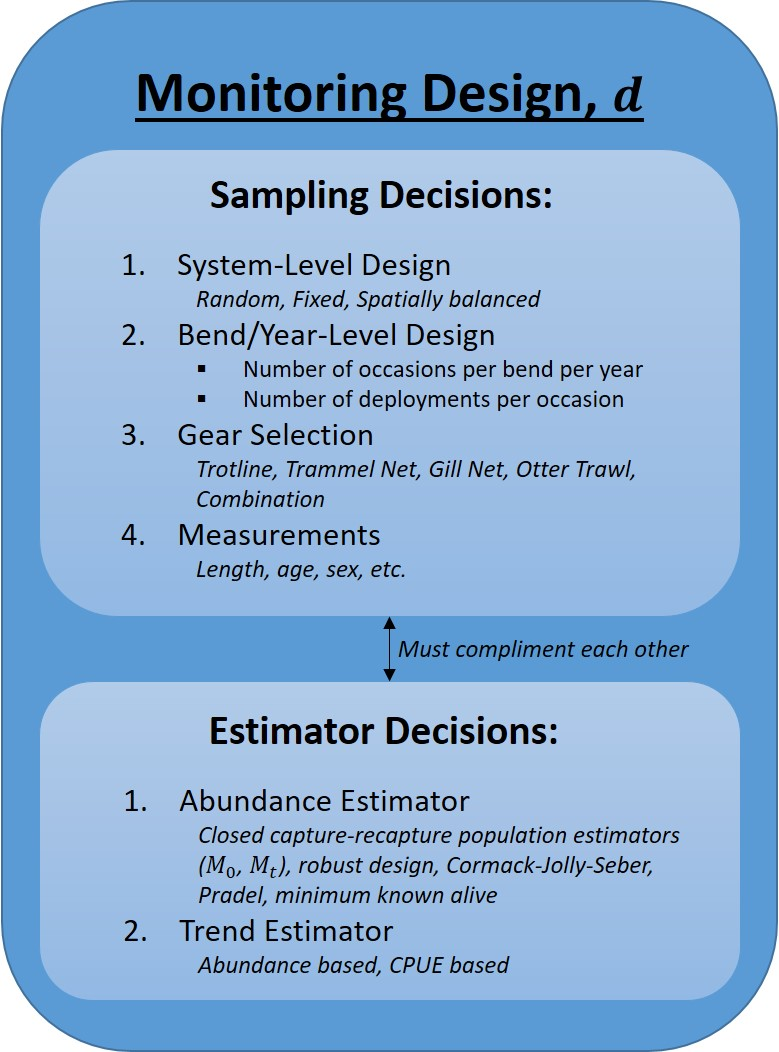 Monitoring Design, d
Sampling Decisions:
1. System-Level Design
Random, Fixed, Spatially balanced
2. Bend/Year-Level Design
▪ Number of occasions per bend per year
▪ Number of deployments per occasion
3. Gear Selection
Trotline, Trammel Net, Gill Net, Otter Trawl,
Combination
4. Measurements
Length, age, sex, etc.
Must compliment each other
Estimator Decisions:
1. Abundance Estimator
Closed capture-recapture population estimators
(M₀, Mₜ), robust design, Cormack-Jolly-Seber,
Pradel, minimum known alive
2. Trend Estimator
Abundance based, CPUE based